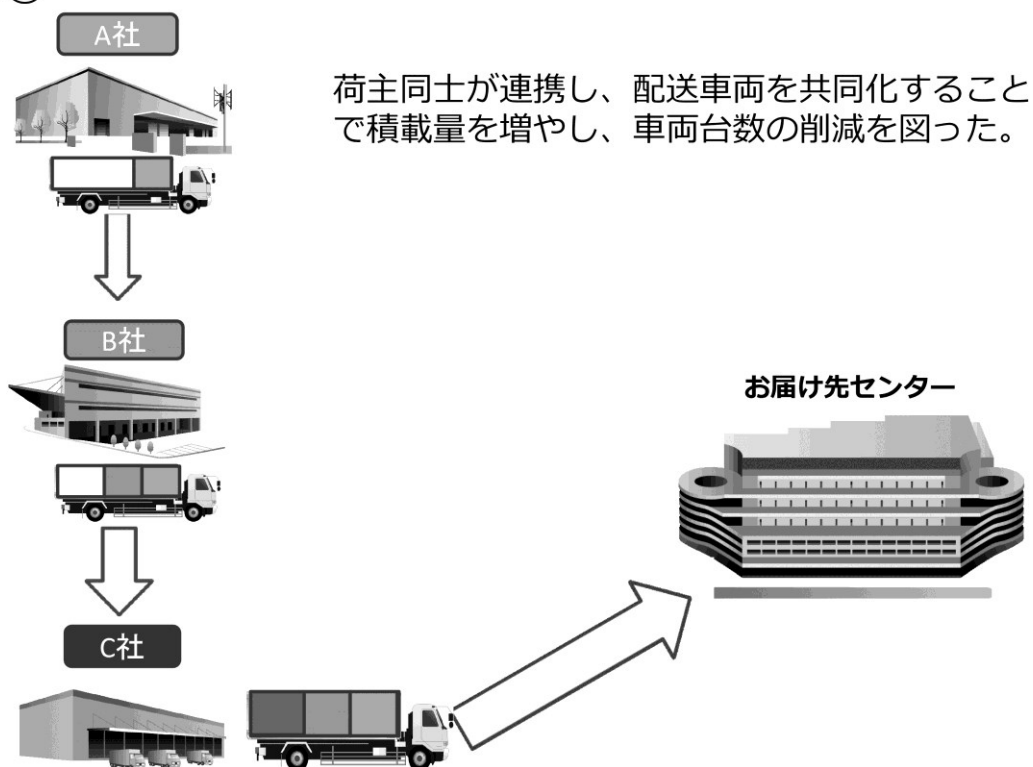 A社
荷主同士が連携し、配送車両を共同化すること
で積載量を増やし、車両台数の削減を図った。
B社
お届け先センター
C社